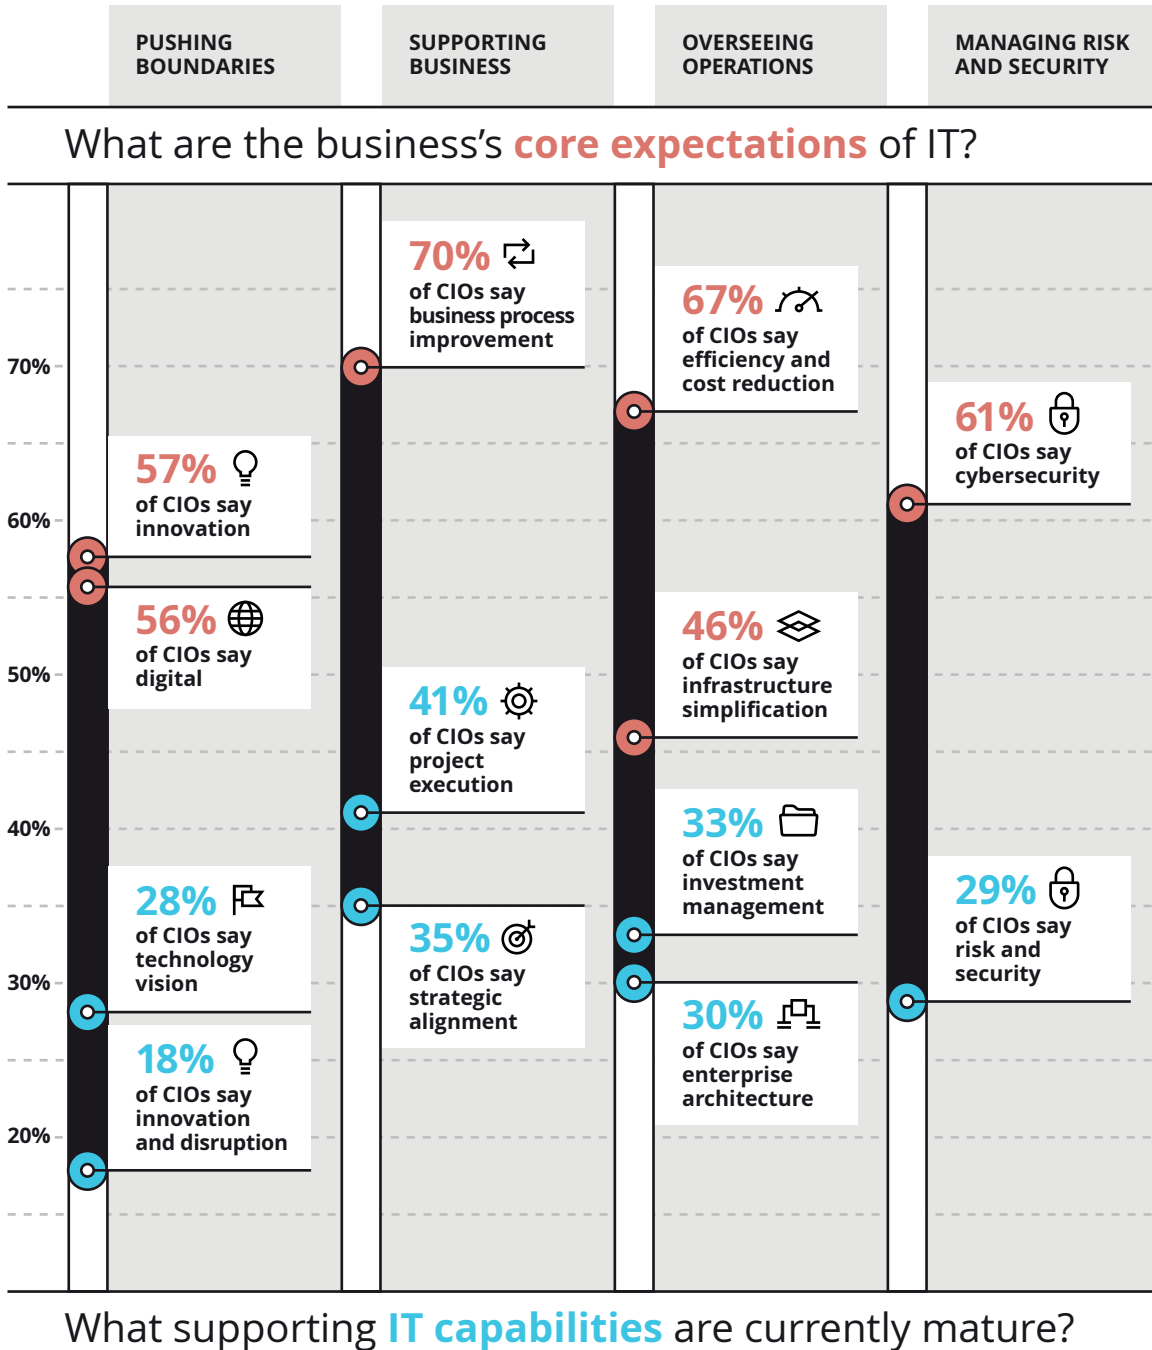 PUSHING
BOUNDARIES
SUPPORTING
BUSINESS
OVERSEEING
OPERATIONS
MANAGING RISK
AND SECURITY
What are the business’s core expectations of IT?
70%
60%
50%
40%
30%
20%
57%
of CIOs say
innovation
56%
of CIOs say
digital
28%
of CIOs say
technology
vision
18%
of CIOs say
innovation
and disruption
70%
of CIOs say
business process
improvement
41%
of CIOs say
project
execution
35%
of CIOs say
strategic
alignment
67%
of CIOs say
efficiency and
cost reduction
46%
of CIOs say
infrastructure
simplification
33%
of CIOs say
investment
management
30%
of CIOs say
enterprise
architecture
61%
of CIOs say
cybersecurity
29%
of CIOs say
risk and
security
What supporting IT capabilities are currently mature?